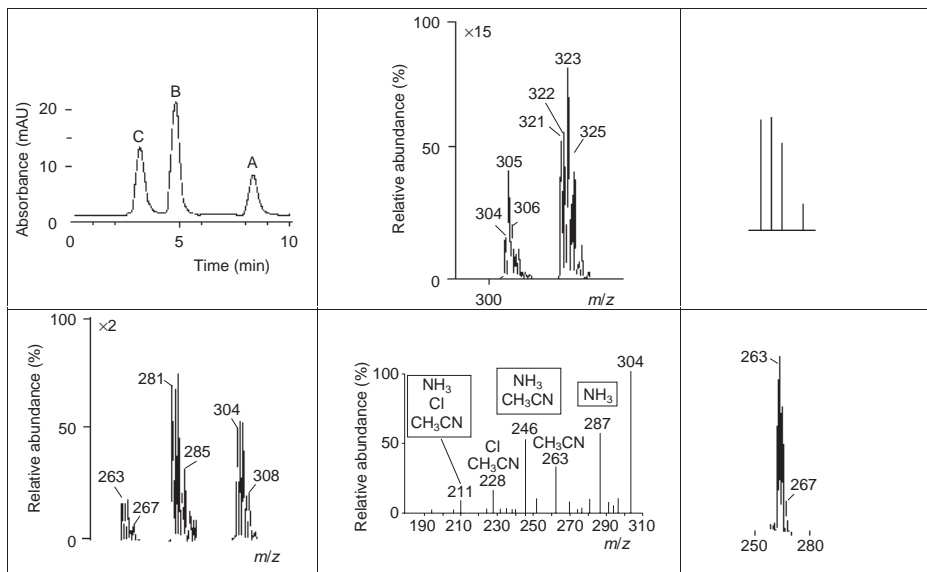 Absorbance (mAU)
20
10
0
C
B
A
0
5
10
Time (min)
Relative abundance (%)
100
50
0
×15
323
322
321
325
305
304
306
300
m/z
Relative abundance (%)
100
50
0
×2
281
304
285
308
263
267
m/z
Relative abundance (%)
100
50
0
NH₃
Cl
CH₃CN
NH₃
CH₃CN
NH₃
304
246
287
CH₃CN
263
Cl
CH₃CN
228
211
190
210
230
250
270
290
310
m/z
263
267
250
280